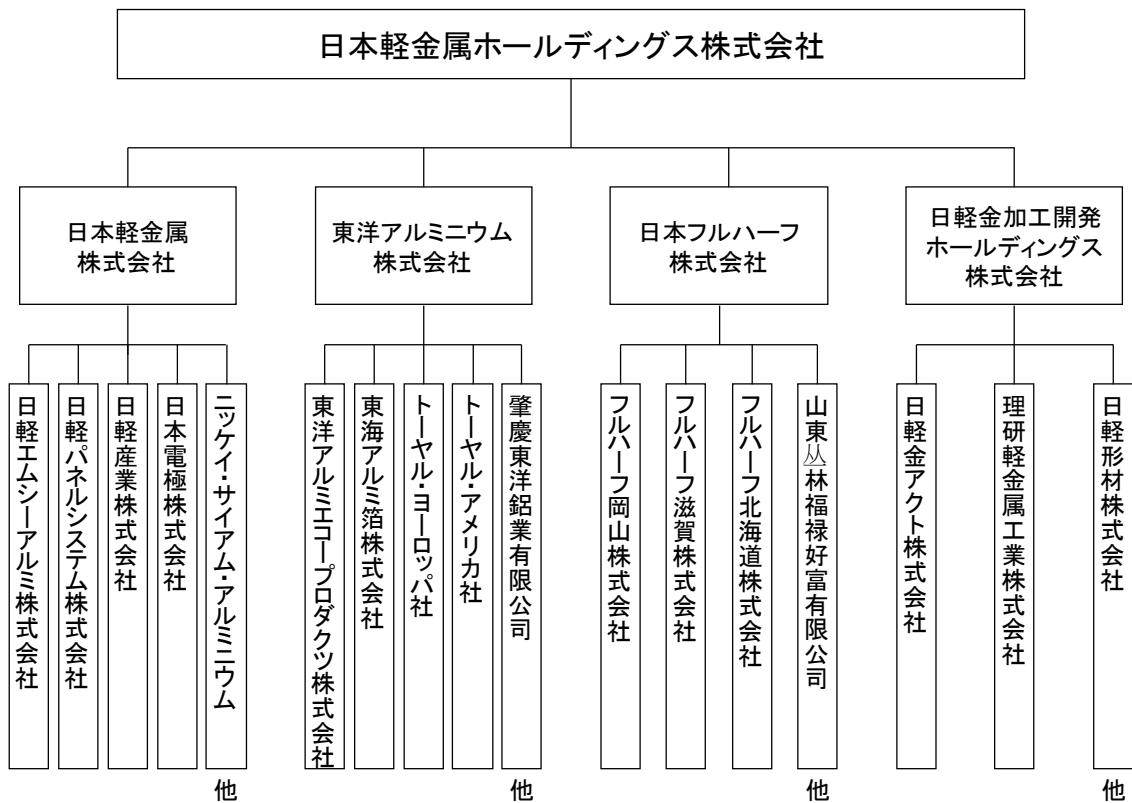 日本軽金属ホールディングス株式会社
日本軽金属
株式会社
東洋アルミニウム
株式会社
日本フルハーフ
株式会社
日軽金加工開発
ホールディングス
株式会社
日軽エムシーアルミ株式会社
日軽パネルシステム株式会社
日軽産業株式会社
日本電極株式会社
ニッケイ・サイアム・アルミニウム
他
東洋アルミエコープロダクツ株式会社
東海アルミ箔株式会社
トーヤル・ヨーロッパ社
トーヤル・アメリカ社
肇慶東洋鋁業有限公司
他
フルハーフ岡山株式会社
フルハーフ滋賀株式会社
フルハーフ北海道株式会社
山東丛林福禄好富有限公司
他
日軽金アクト株式会社
理研軽金属工業株式会社
日軽形材株式会社
他